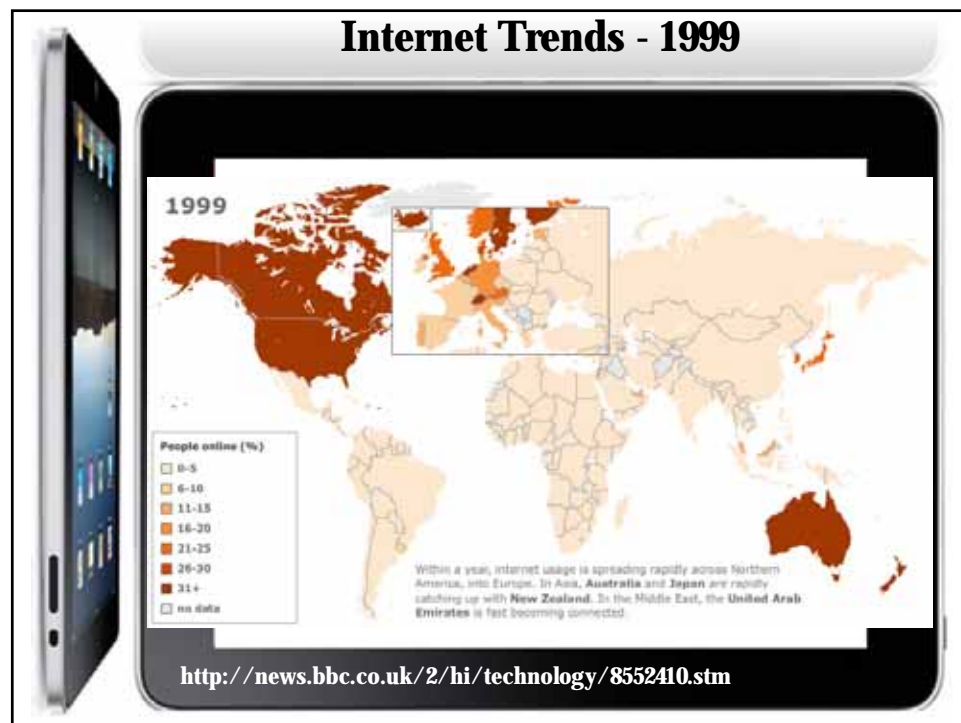 Internet Trends - 1999
1999
People online (%)
0-5
6-10
11-15
16-20
21-25
26-30
31+
no data
Within a year, internet usage is spreading rapidly across Northern
America, into Europe. In Asia, Australia and Japan are rapidly
catching up with New Zealand. In the Middle East, the United Arab
Emirates is fast becoming connected.
http://news.bbc.co.uk/2/hi/technology/8552410.stm